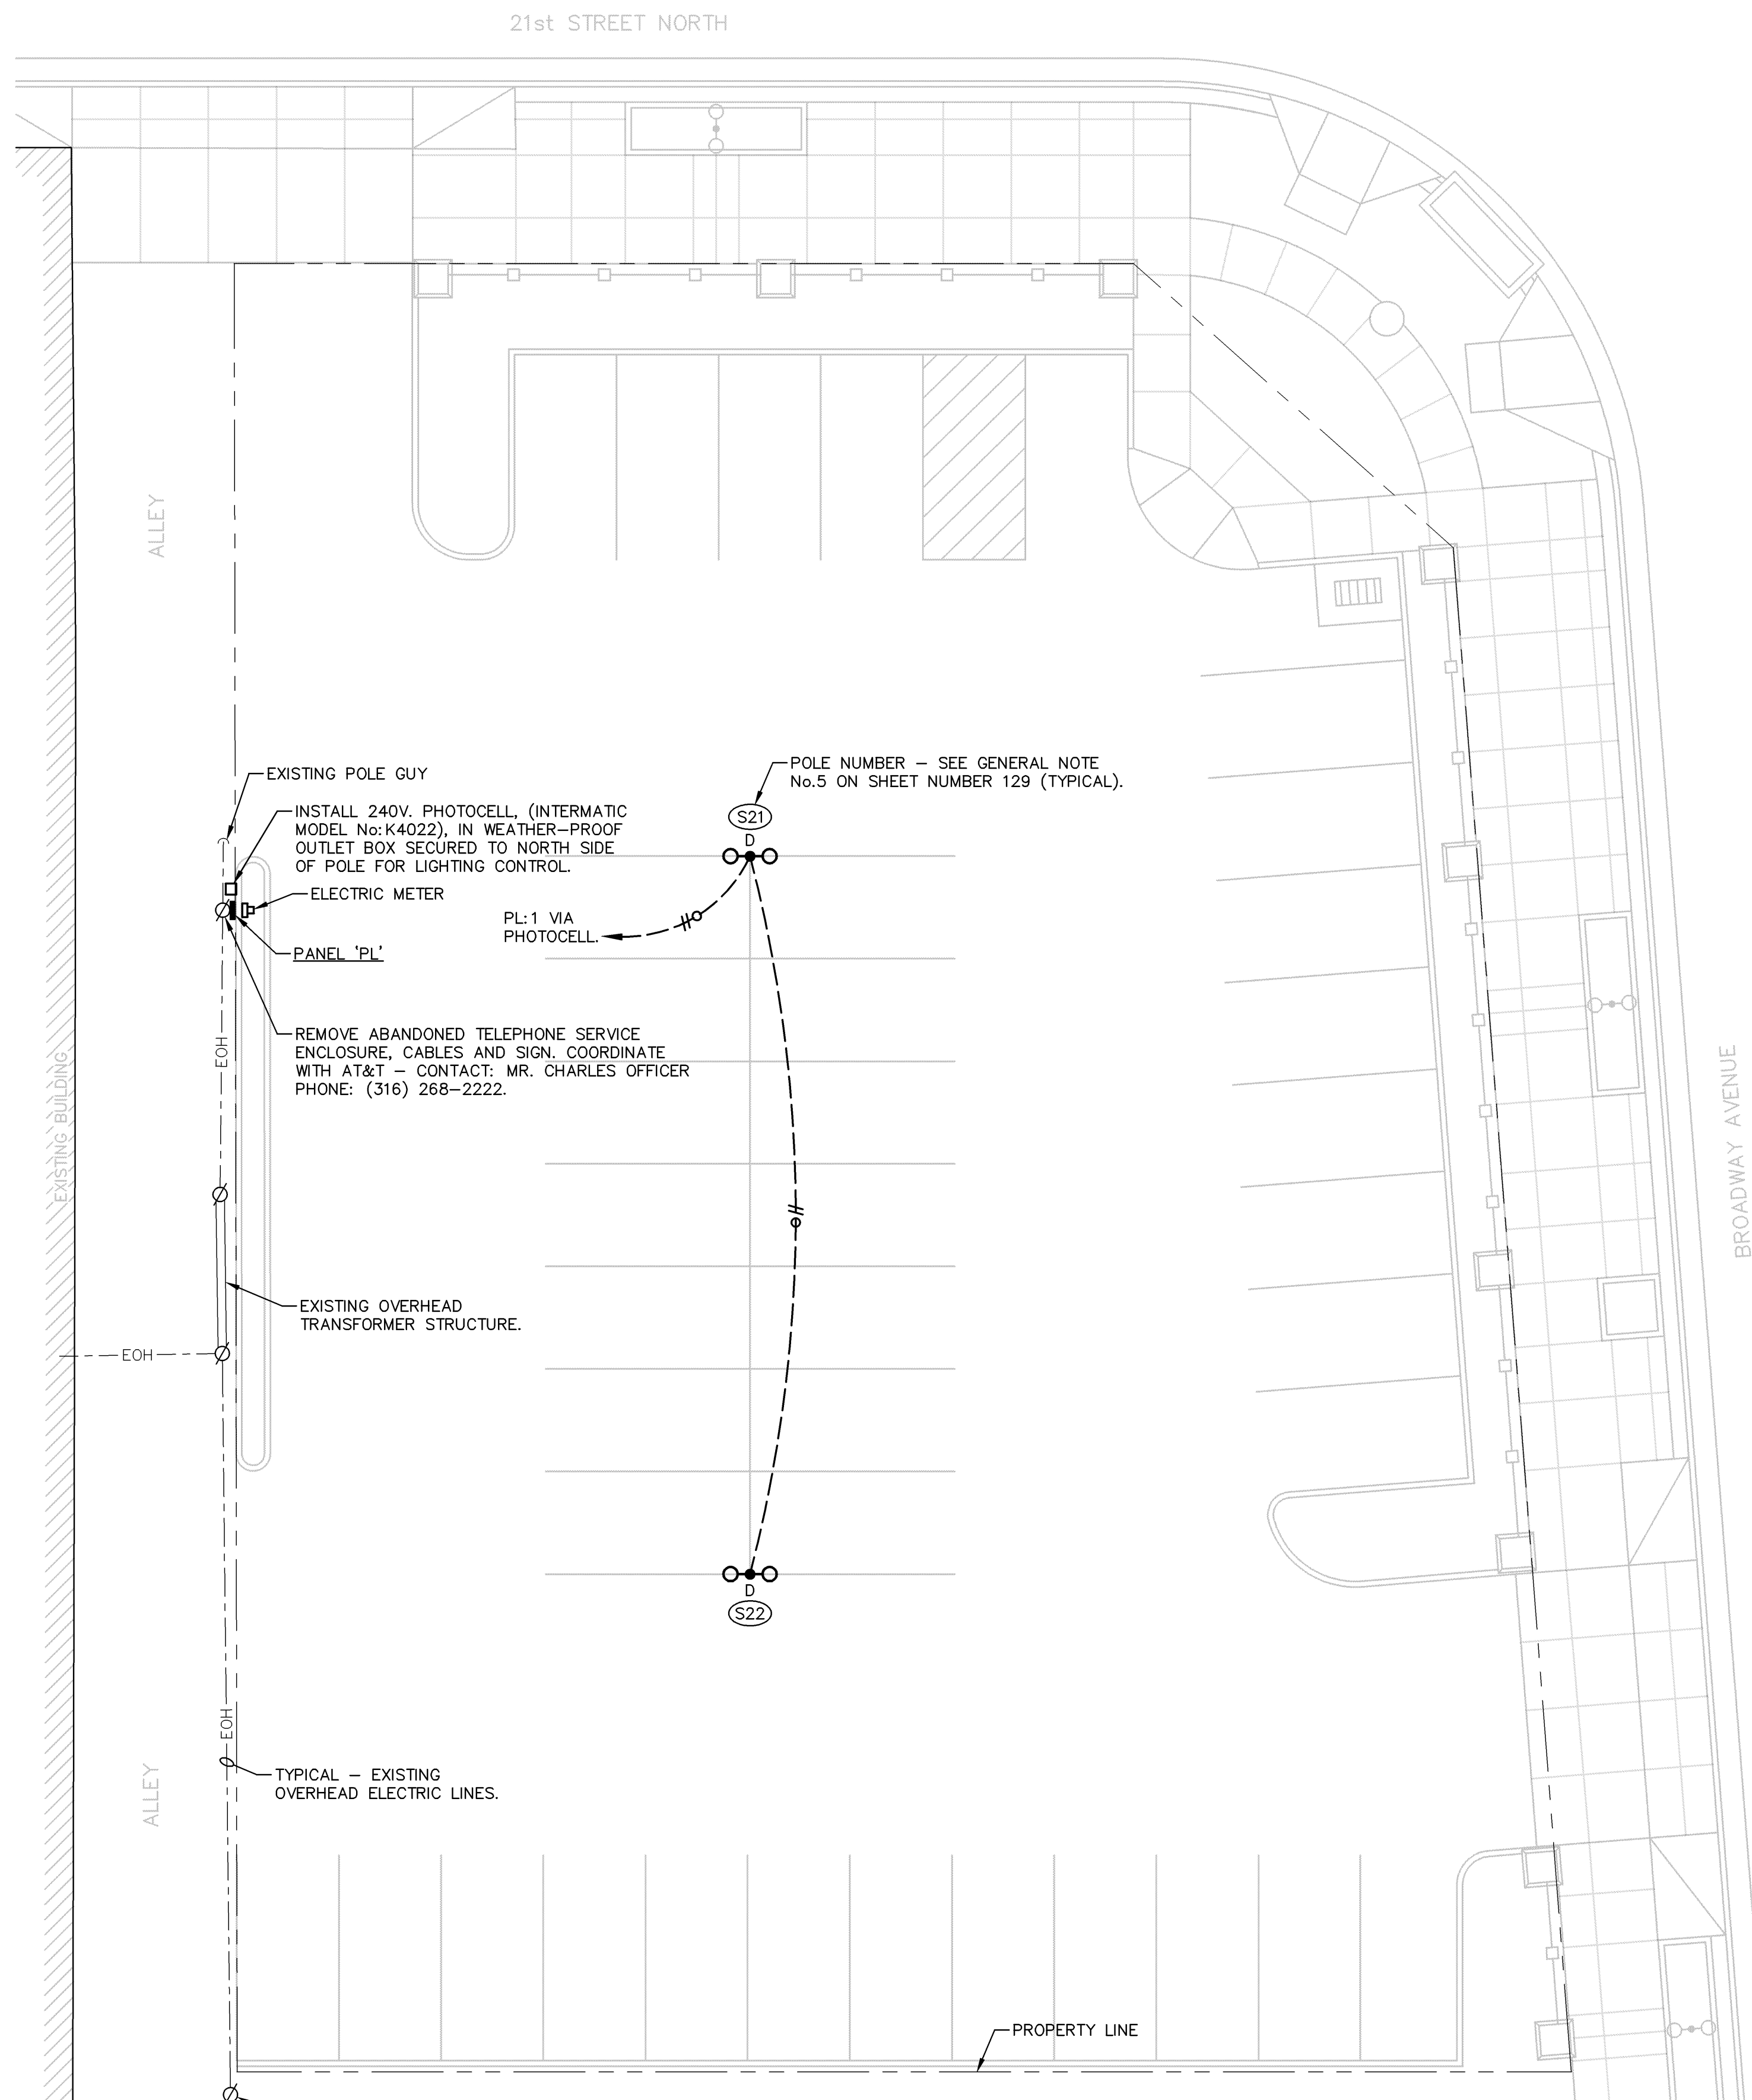 21st STREET NORTH
ALLEY
EXISTING POLE GUY
INSTALL 240V. PHOTOCELL, (INTERMATIC
MODEL No:K4022), IN WEATHER–PROOF
OUTLET BOX SECURED TO NORTH SIDE
OF POLE FOR LIGHTING CONTROL.
POLE NUMBER – SEE GENERAL NOTE
No.5 ON SHEET NUMBER 129 (TYPICAL).
S21
D
ELECTRIC METER
PL:1 VIA
PHOTOCELL.
PANEL 'PL'
REMOVE ABANDONED TELEPHONE SERVICE
ENCLOSURE, CABLES AND SIGN. COORDINATE
WITH AT&T – CONTACT: MR. CHARLES OFFICER
PHONE: (316) 268–2222.
EOH
EXISTING BUILDING
BROADWAY AVENUE
EXISTING OVERHEAD
TRANSFORMER STRUCTURE.
EOH
D
S22
EOH
TYPICAL – EXISTING
OVERHEAD ELECTRIC LINES.
ALLEY
PROPERTY LINE